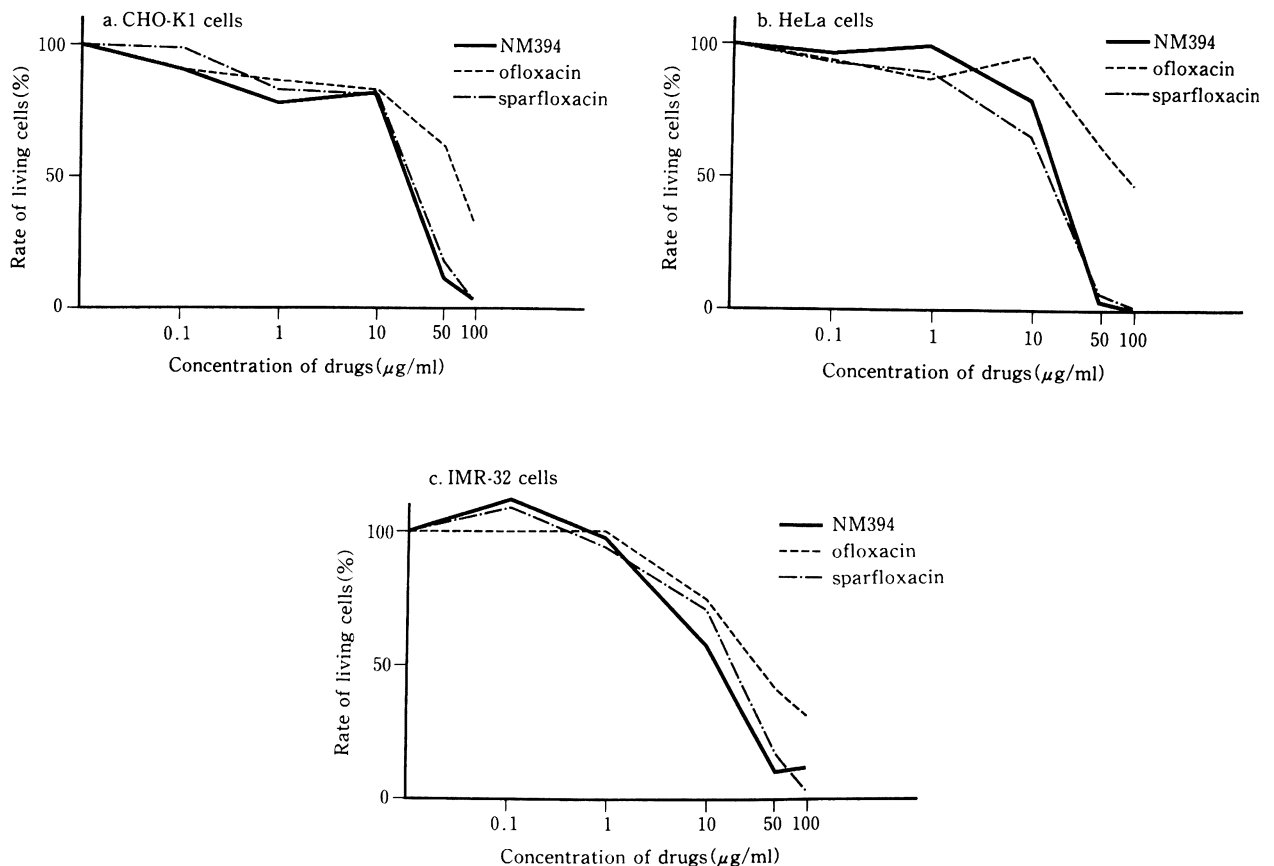 a. CHO-K1 cells
NM394
ofloxacin
sparfloxacin
Rate of living cells(%)
100
50
0
0.1 1 10 50 100
Concentration of drugs(μg/ml)
b. HeLa cells
NM394
ofloxacin
sparfloxacin
Rate of living cells(%)
100
50
0
0.1 1 10 50 100
Concentration of drugs(μg/ml)
c. IMR-32 cells
NM394
ofloxacin
sparfloxacin
Rate of living cells(%)
100
50
0
0.1 1 10 50 100
Concentration of drugs(μg/ml)